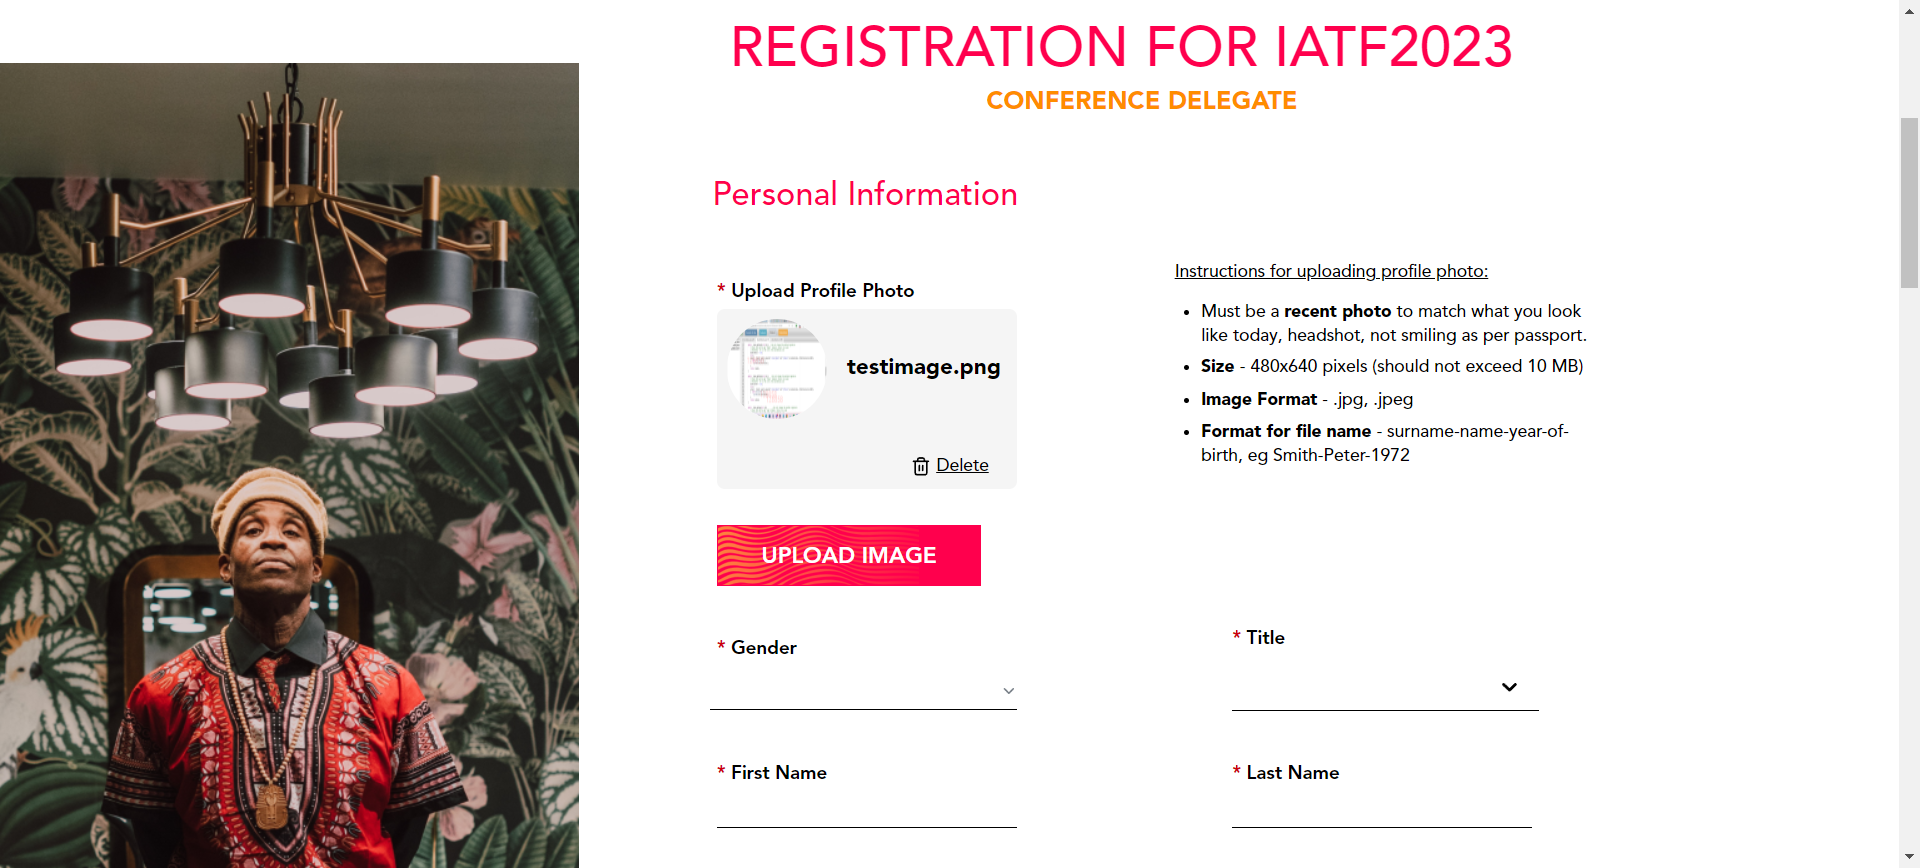 REGISTRATION FOR IATF2023
CONFERENCE DELEGATE
Personal Information
* Upload Profile Photo
testimage.png
Delete
UPLOAD IMAGE
Instructions for uploading profile photo:
Must be a recent photo to match what you look
like today, headshot, not smiling as per passport.
Size - 480x640 pixels (should not exceed 10 MB)
Image Format - .jpg, .jpeg
Format for file name - surname-name-year-of-
birth, eg Smith-Peter-1972
* Gender
* Title
* First Name
* Last Name